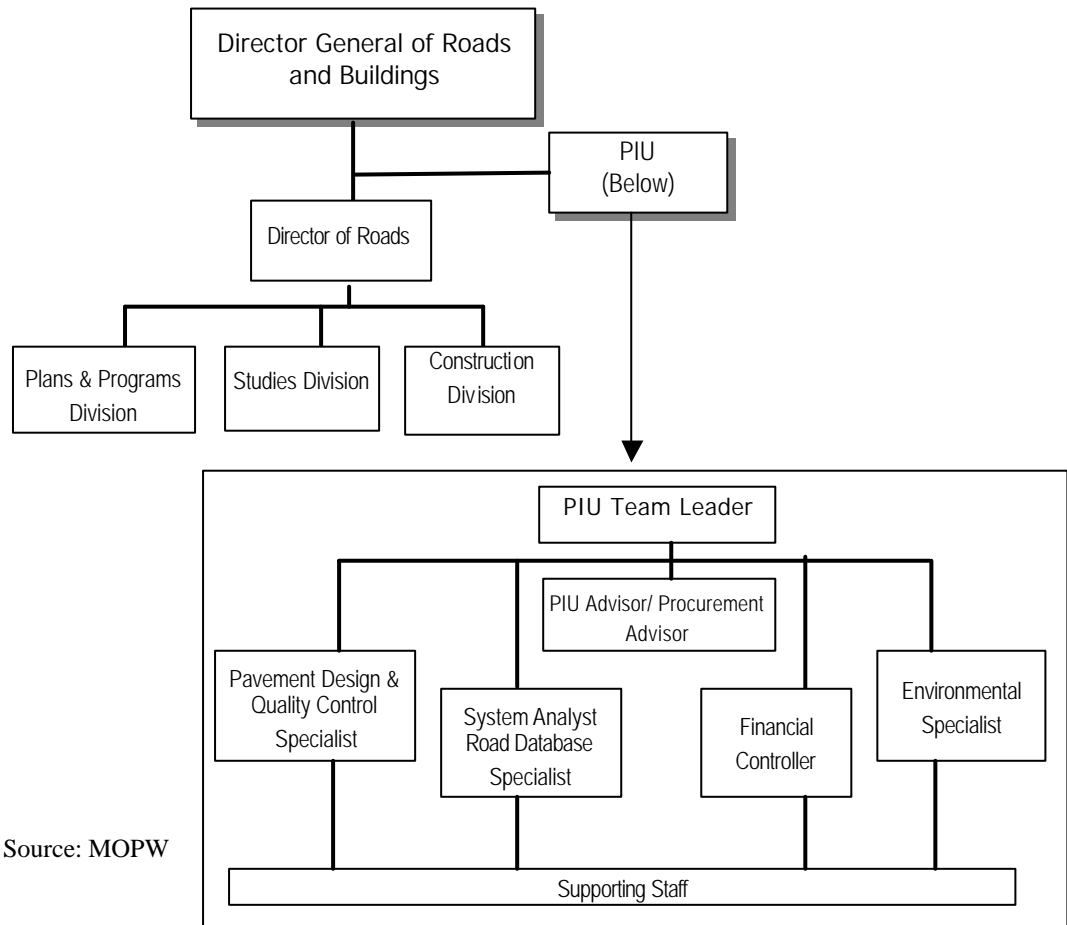 Director General of Roads
and Buildings
PIU
(Below)
Director of Roads
Plans & Programs
Division
Studies Division
Construction
Division
PIU Team Leader
PIU Advisor/ Procurement
Advisor
Pavement Design &
Quality Control
Specialist
System Analyst
Road Database
Specialist
Financial
Controller
Environmental
Specialist
Source: MOPW
Supporting Staff